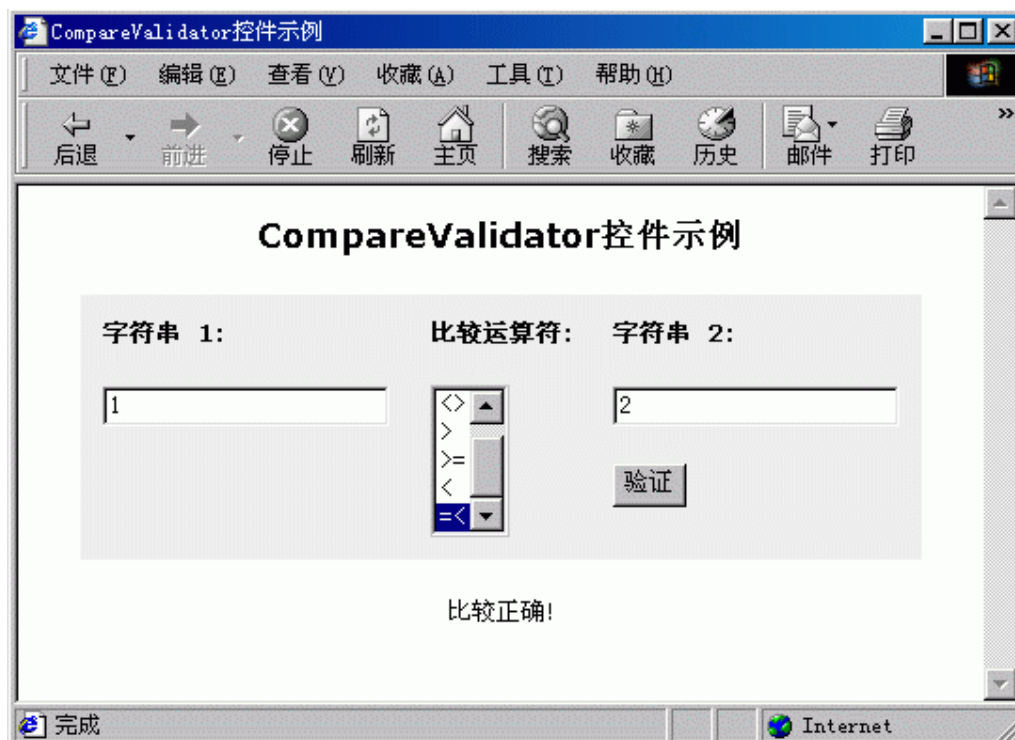 CompareValidator控件示例
文件(F) 编辑(E) 查看(V) 收藏(A) 工具(T) 帮助(H)
后退 前进 停止 刷新 主页 搜索 收藏 历史 邮件 打印 »
CompareValidator控件示例
字符串 1: 比较运算符: 字符串 2:
1
<>
>
>=
<
=<
2
验证
比较正确!
完成 Internet